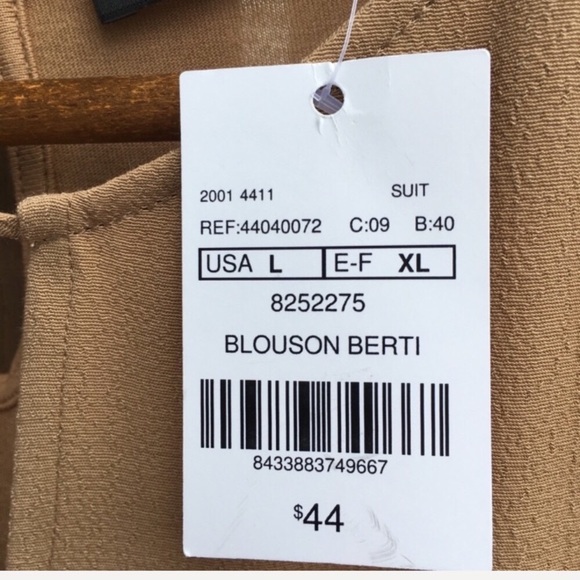 2001 4411 SUIT
REF:44040072 C:09 B:40
USA L E-F XL
8252275
BLOUSON BERTI
8433883749667
$44